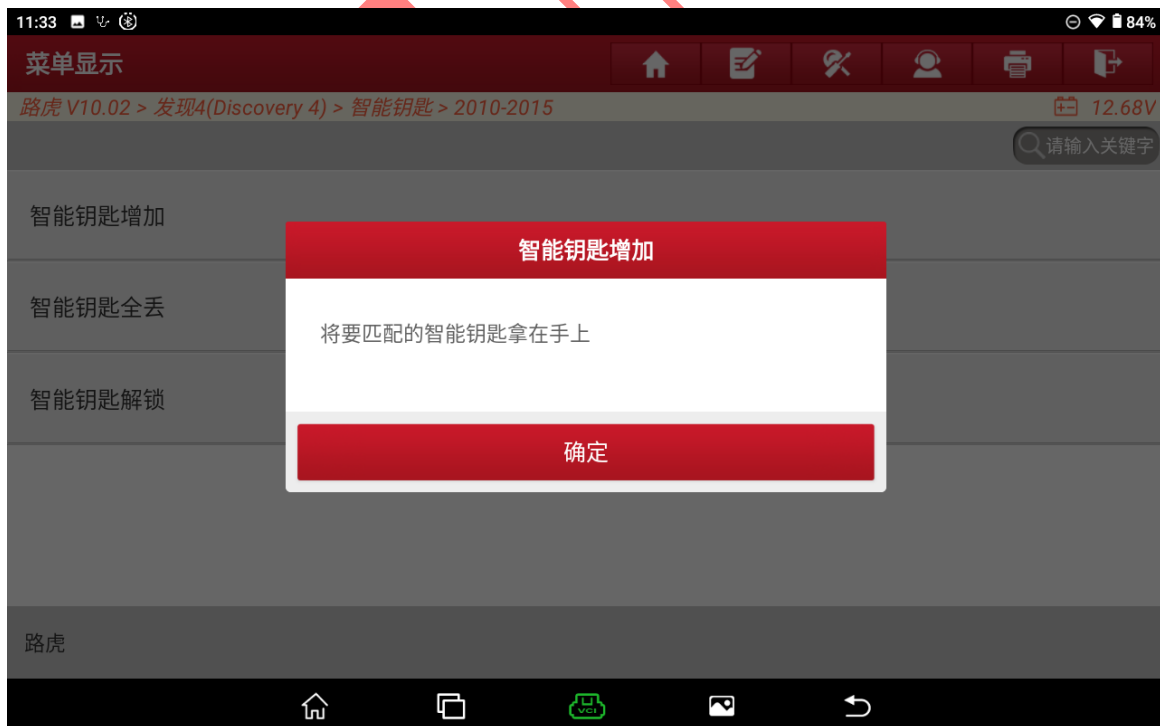 11:33
84%
菜单显示
路虎 V10.02 > 发现4(Discovery 4) > 智能钥匙 > 2010-2015
12.68V
请输入关键字
智能钥匙增加
智能钥匙增加
智能钥匙全丢
将要匹配的智能钥匙拿在手上
智能钥匙解锁
确定
路虎
VCI